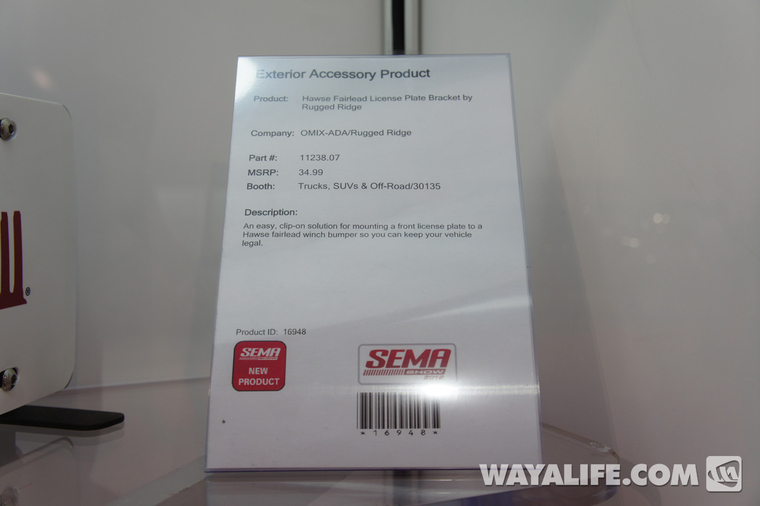 Exterior Accessory Product
Product: Hawse Fairlead License Plate Bracket by
Rugged Ridge
Company: OMIX-ADA/Rugged Ridge
Part #: 11238.07
MSRP: 34.99
Booth: Trucks, SUVs & Off-Road/30135
Description:
An easy, clip-on solution for mounting a front license plate to a
Hawse fairlead winch bumper so you can keep your vehicle
legal.
Product ID: 16948
SEMA
NEW
PRODUCT
SEMA
SHOW
*16948*
WAYALIFE.COM